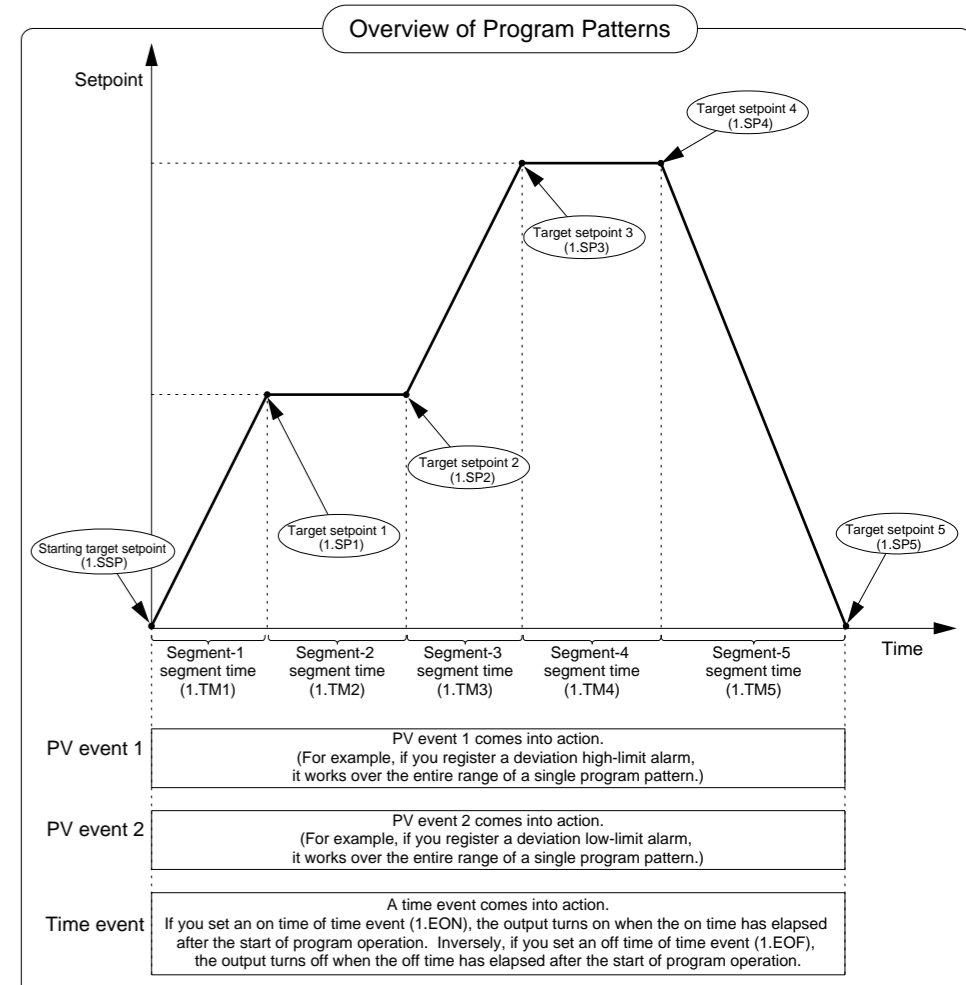 Overview of Program Patterns
Setpoint
Target setpoint 4
(1.SP4)
Target setpoint 3
(1.SP3)
Target setpoint 2
(1.SP2)
Target setpoint 1
(1.SP1)
Starting target setpoint
(1.SSP)
Target setpoint 5
(1.SP5)
Time
Segment-1
segment time
(1.TM1)
Segment-2
segment time
(1.TM2)
Segment-3
segment time
(1.TM3)
Segment-4
segment time
(1.TM4)
Segment-5
segment time
(1.TM5)
PV event 1
PV event 1 comes into action.
(For example, if you register a deviation high-limit alarm,
it works over the entire range of a single program pattern.)
PV event 2
PV event 2 comes into action.
(For example, if you register a deviation low-limit alarm,
it works over the entire range of a single program pattern.)
Time event
A time event comes into action.
If you set an on time of time event (1.EON), the output turns on when the on time has elapsed
after the start of program operation.  Inversely, if you set an off time of time event (1.EOF),
the output turns off when the off time has elapsed after the start of program operation.